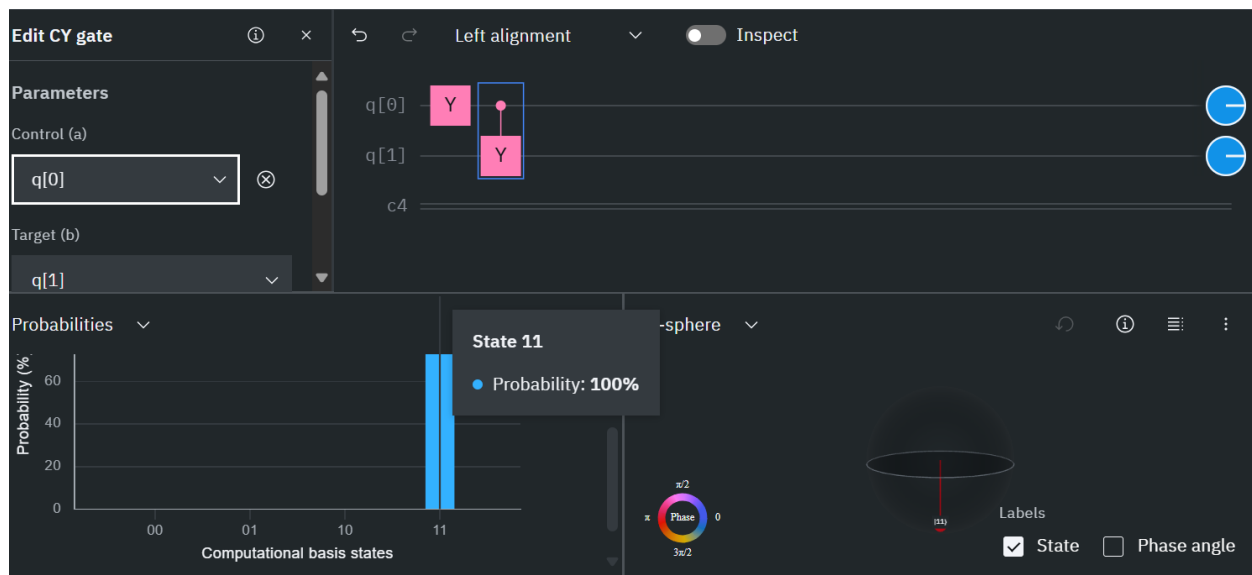 Edit CY gate
Left alignment
Inspect
Parameters
Control (a)
q[0]
Target (b)
q[1]
q[0]
Y
q[1]
Y
c4
Probabilities
Probability (%
60
40
20
0
00
01
10
11
Computational basis states
State 11
Probability: 100%
-sphere
π/2
π
Phase
0
3π/2
|11⟩
Labels
State
Phase angle